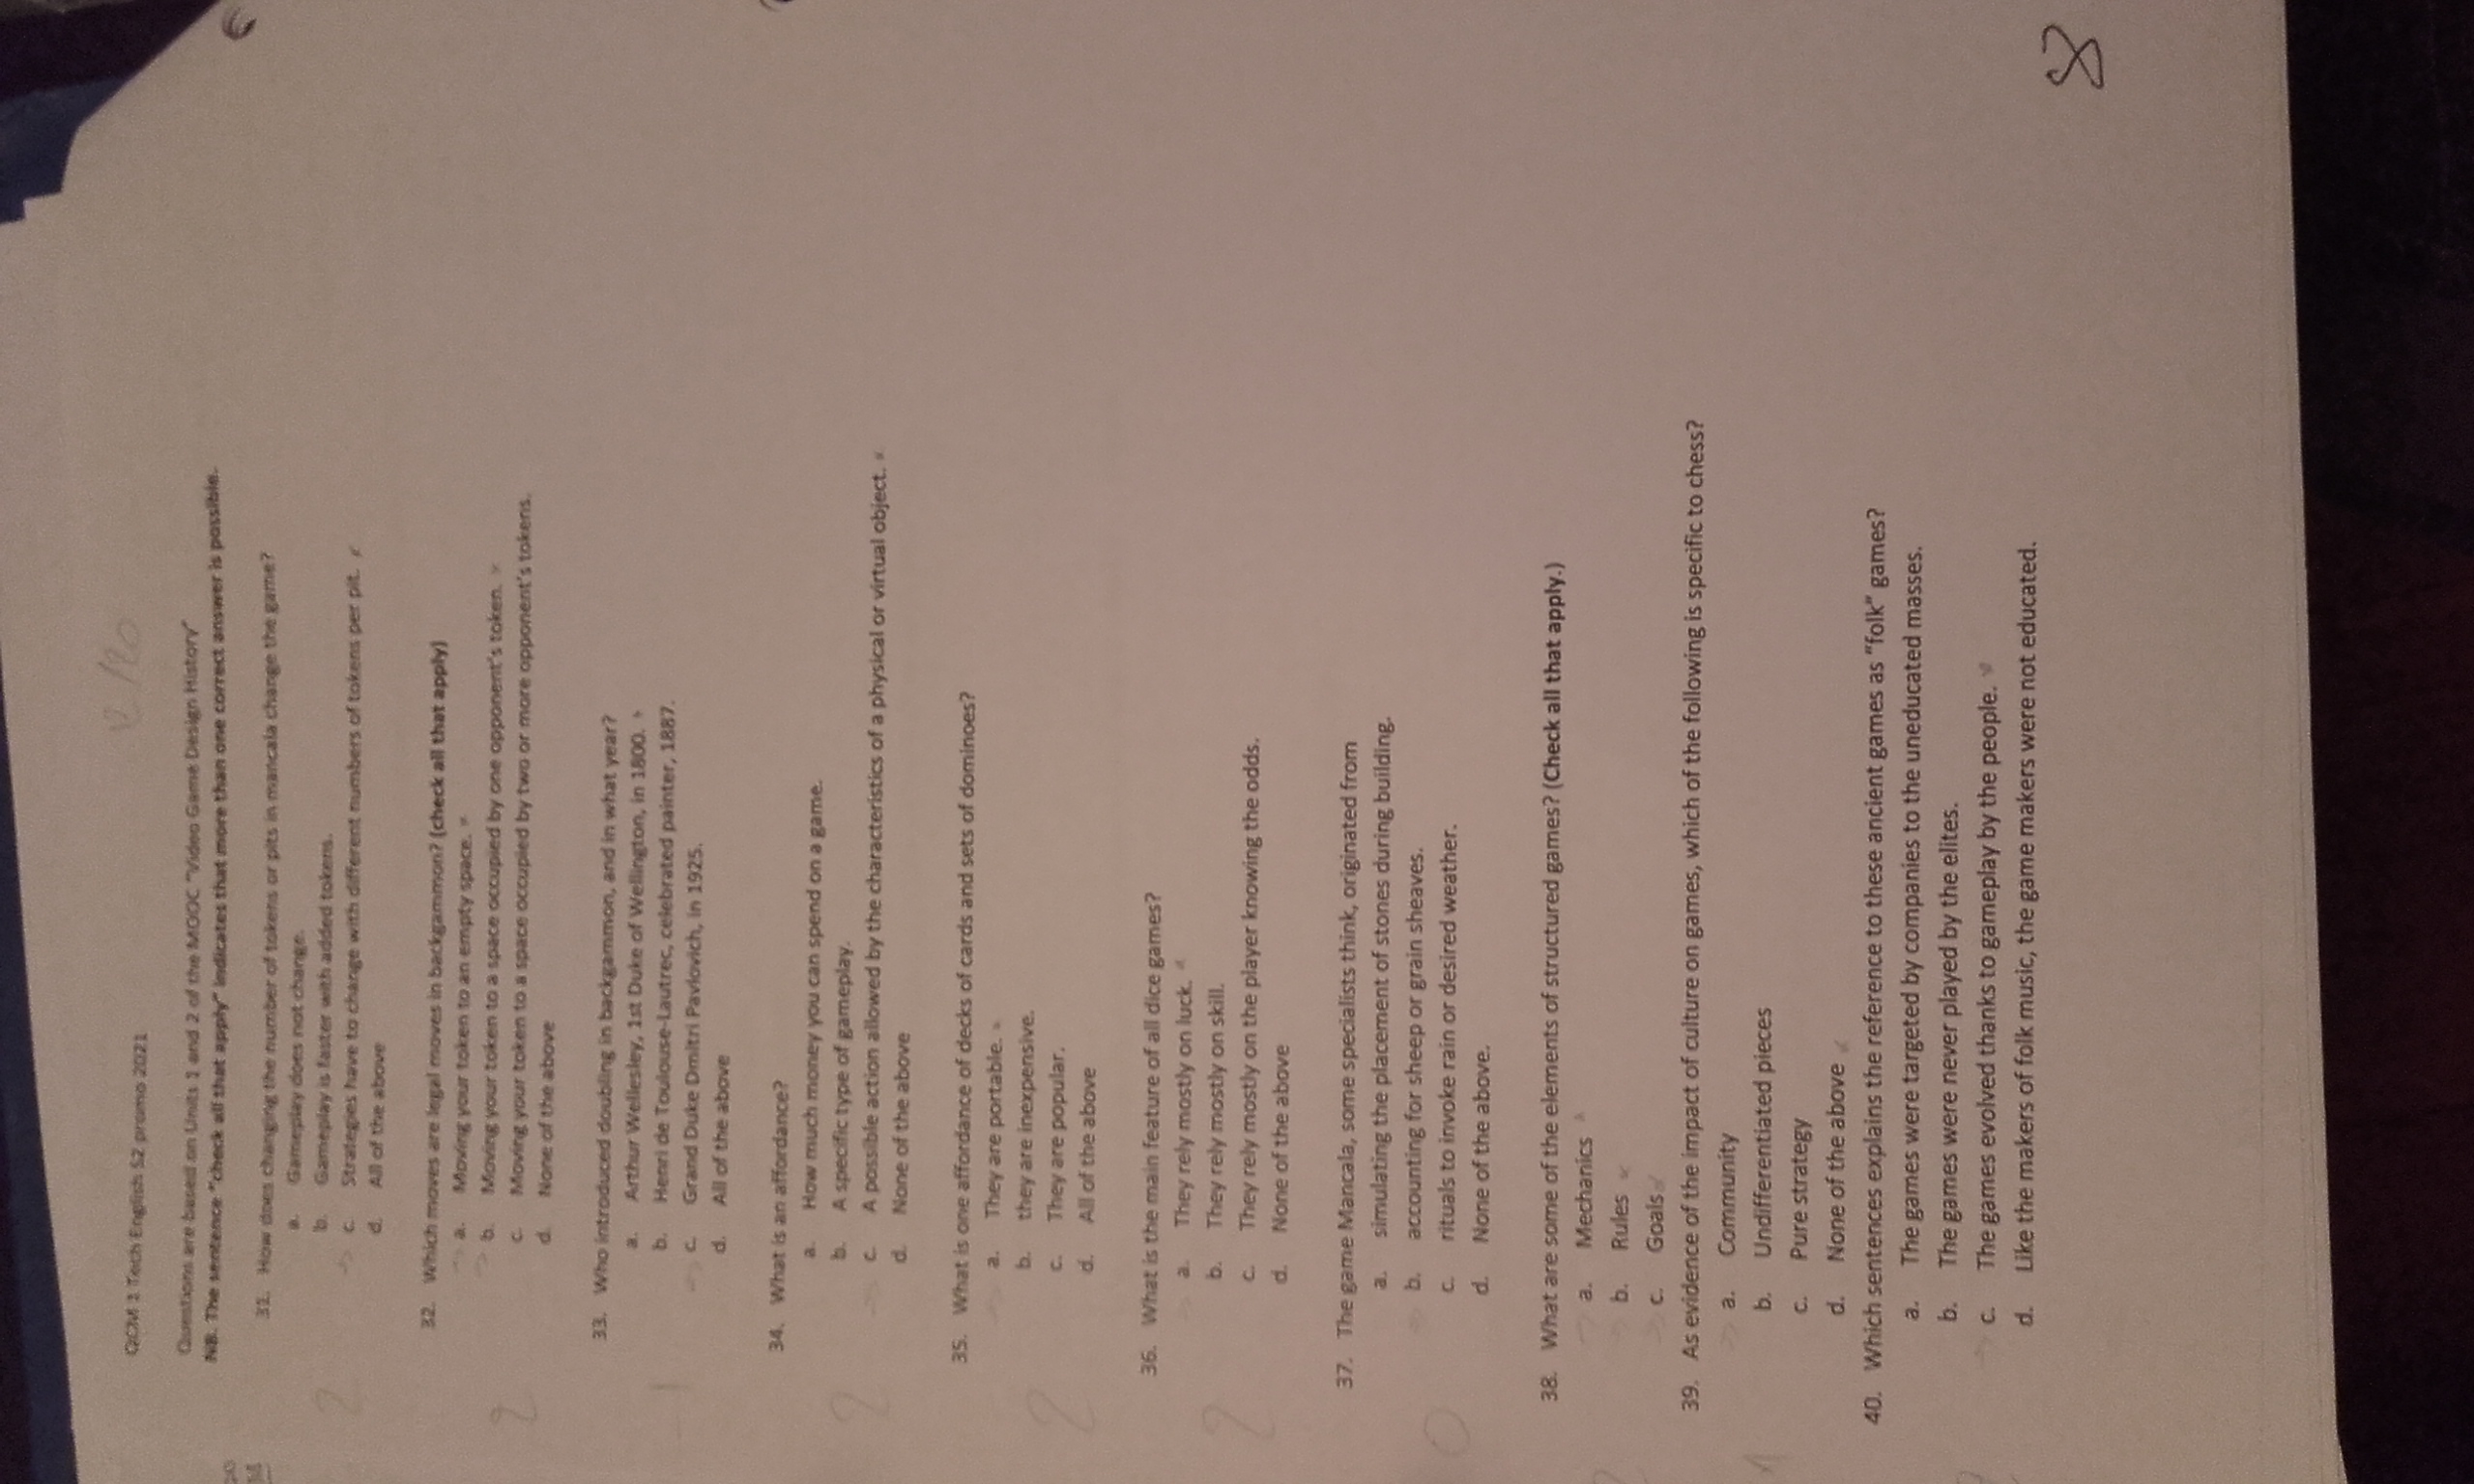 QCM 1 Tech English S2 promo 2021
Questions are based on Units 1 and 2 of the MOOC "Video Game Design History"
NB. The sentence "check all that apply" indicates that more than one correct answer is possible.
31. How does changing the number of tokens or pits in mancala change the game?
a. Gameplay does not change.
b. Gameplay is faster with added tokens.
c. Strategies have to change with different numbers of tokens per pit.
d. All of the above
32. Which moves are legal moves in backgammon? (check all that apply)
a. Moving your token to an empty space.
b. Moving your token to a space occupied by one opponent's token.
c. Moving your token to a space occupied by two or more opponent's tokens.
d. None of the above
33. Who introduced doubling in backgammon, and in what year?
a. Arthur Wellesley, 1st Duke of Wellington, in 1800.
b. Henri de Toulouse-Lautrec, celebrated painter, 1887.
c. Grand Duke Dmitri Pavlovich, in 1925.
d. All of the above
34. What is an affordance?
a. How much money you can spend on a game.
b. A specific type of gameplay.
c. A possible action allowed by the characteristics of a physical or virtual object.
d. None of the above
35. What is one affordance of decks of cards and sets of dominoes?
a. They are portable.
b. they are inexpensive.
c. They are popular.
d. All of the above
36. What is the main feature of all dice games?
a. They rely mostly on luck.
b. They rely mostly on skill.
c. They rely mostly on the player knowing the odds.
d. None of the above
37. The game Mancala, some specialists think, originated from
a. simulating the placement of stones during building.
b. accounting for sheep or grain sheaves.
c. rituals to invoke rain or desired weather.
d. None of the above.
38. What are some of the elements of structured games? (Check all that apply.)
a. Mechanics
b. Rules
c. Goals
39. As evidence of the impact of culture on games, which of the following is specific to chess?
a. Community
b. Undifferentiated pieces
c. Pure strategy
d. None of the above
40. Which sentences explains the reference to these ancient games as "folk" games?
a. The games were targeted by companies to the uneducated masses.
b. The games were never played by the elites.
c. The games evolved thanks to gameplay by the people.
d. Like the makers of folk music, the game makers were not educated.
8